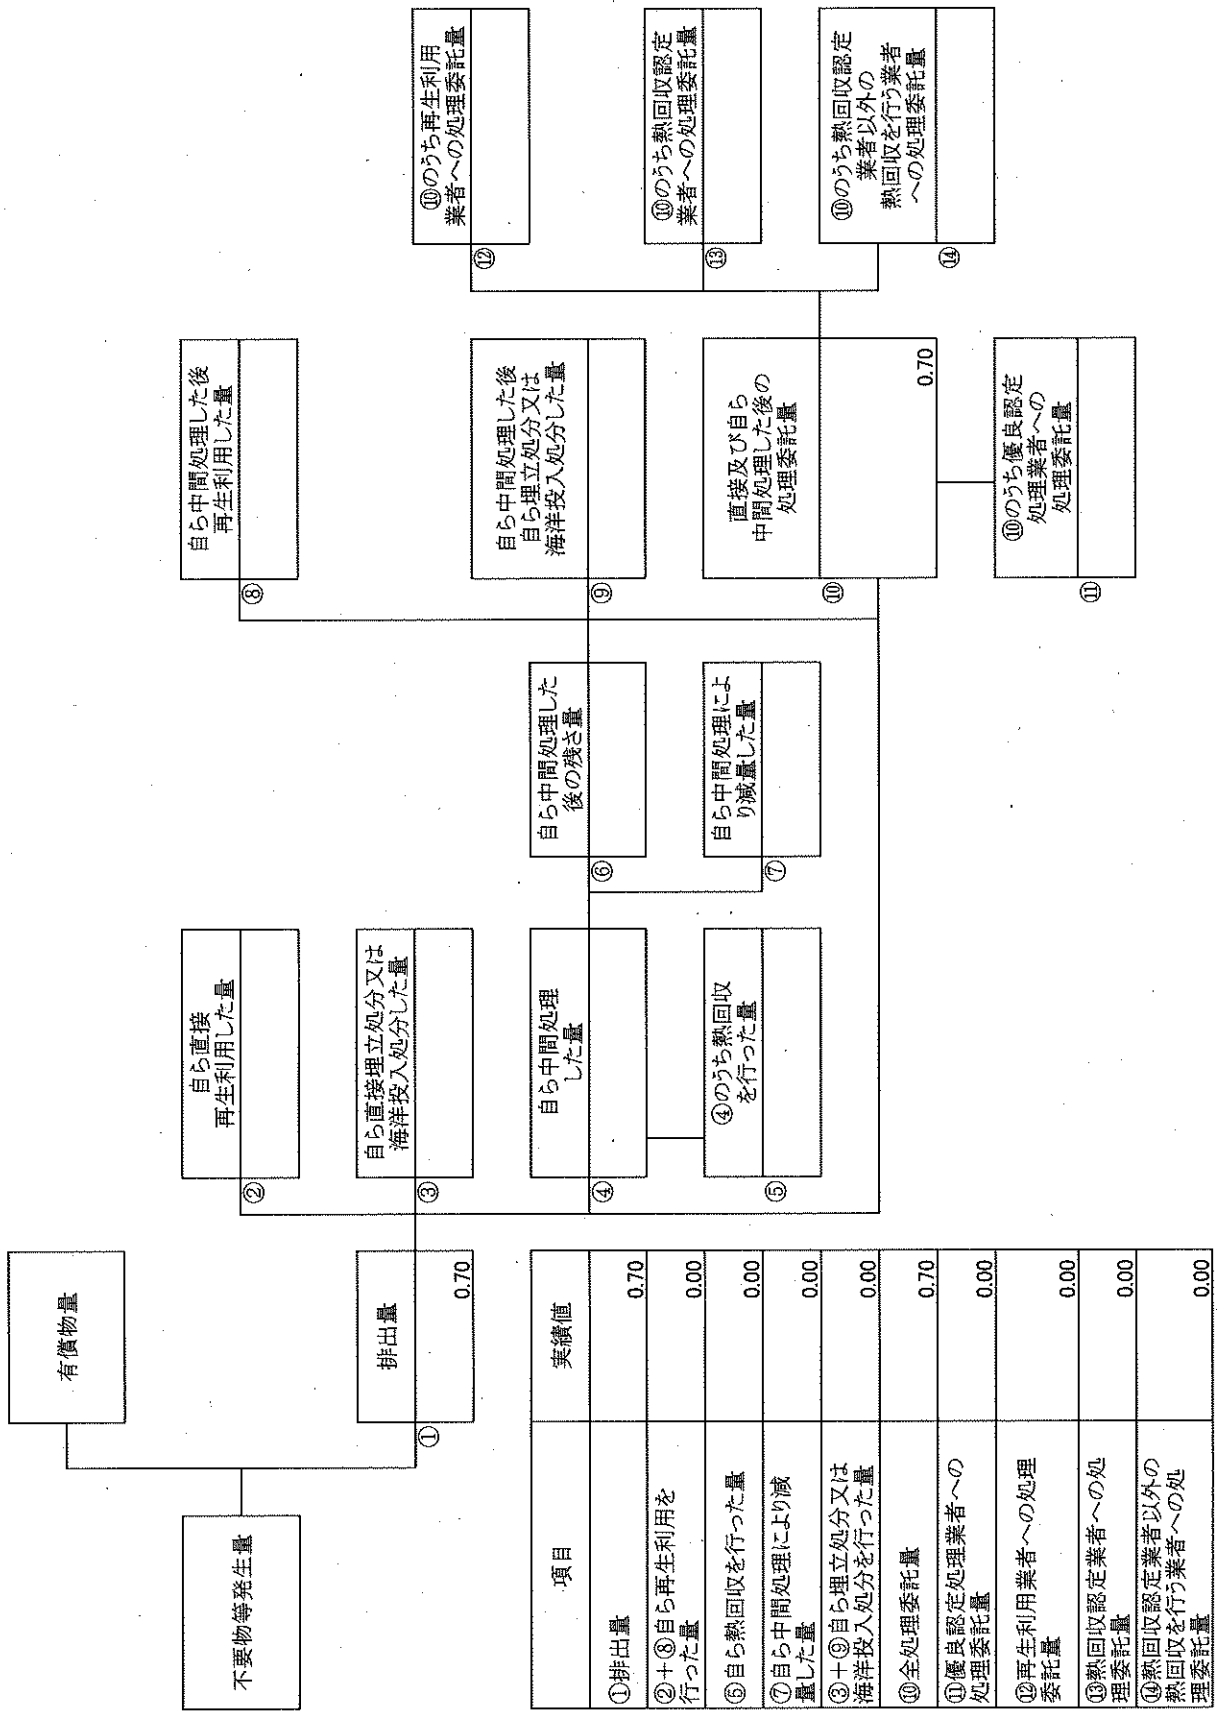 不要物等発生量
有償物量
①
排出量
0.70
②
自ら直接
再生利用した量
③
自ら直接埋立処分又は
海洋投入処分した量
④
自ら中間処理
した量
⑤
④のうち熱回収
を行った量
⑥
自ら中間処理した
後の残さ量
⑦
自ら中間処理によ
り減量した量
⑧
自ら中間処理した後
再生利用した量
⑨
自ら中間処理した後
自ら埋立処分又は
海洋投入処分した量
⑩
直接及び自ら
中間処理した後の
処理委託量
0.70
⑪
⑩のうち優良認定
処理業者への
処理委託量
⑫
⑩のうち再生利用
業者への処理委託量
⑬
⑩のうち熱回収認定
業者への処理委託量
⑭
⑩のうち熱回収認定
業者以外の
熱回収を行う業者
への処理委託量
項目 実績値
①排出量 0.70
②+⑧自ら再生利用を
行った量 0.00
⑥自ら熱回収を行った量 0.00
⑦自ら中間処理により減
量した量 0.00
③+⑨自ら埋立処分又は
海洋投入処分を行った量 0.00
⑩全処理委託量 0.70
⑪優良認定処理業者への
処理委託量 0.00
⑫再生利用業者への処理
委託量 0.00
⑬熱回収認定業者への処
理委託量 0.00
⑭熱回収認定業者以外の
熱回収を行う業者への処
理委託量 0.00